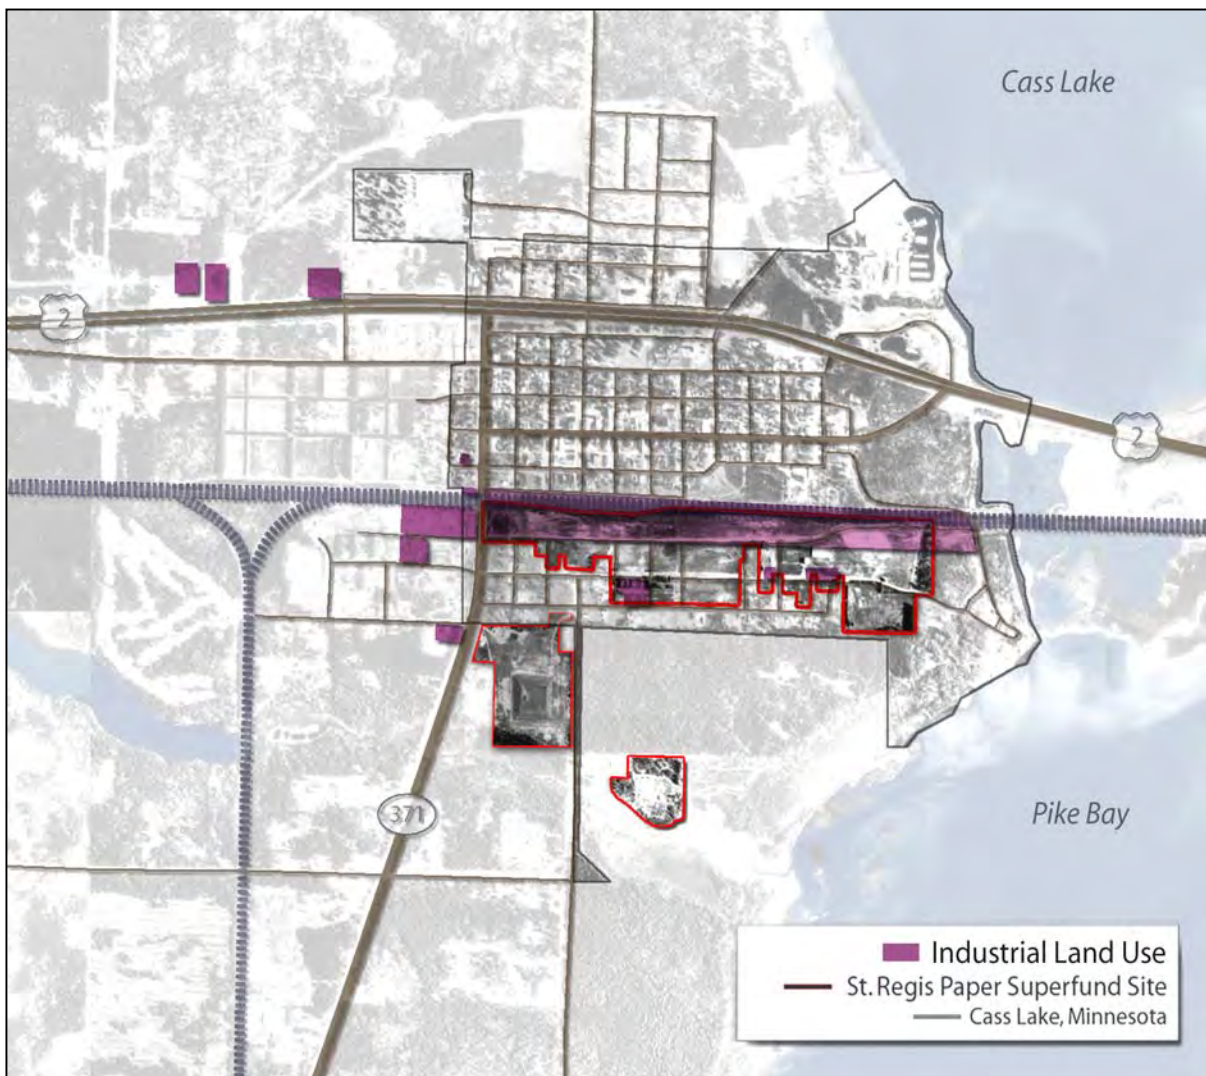 Cass Lake
2
2
371
Pike Bay
Industrial Land Use
St. Regis Paper Superfund Site
Cass Lake, Minnesota